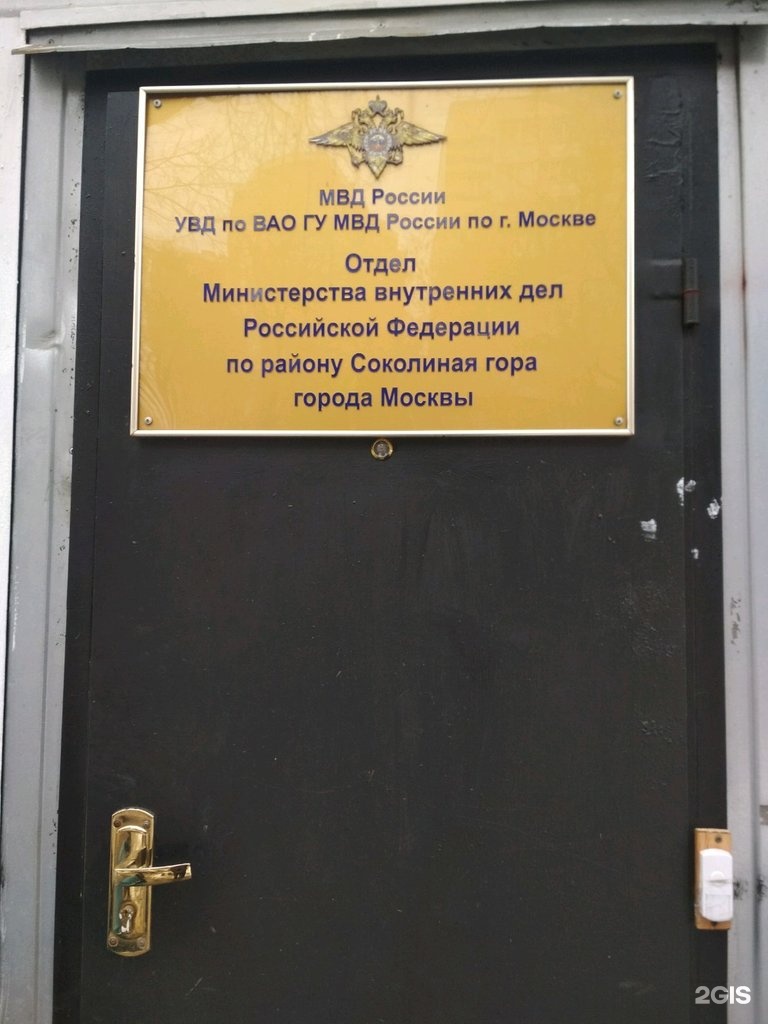 МВД России
УВД по ВАО ГУ МВД России по г. Москве
Отдел
Министерства внутренних дел
Российской Федерации
по району Соколиная гора
города Москвы
2GIS